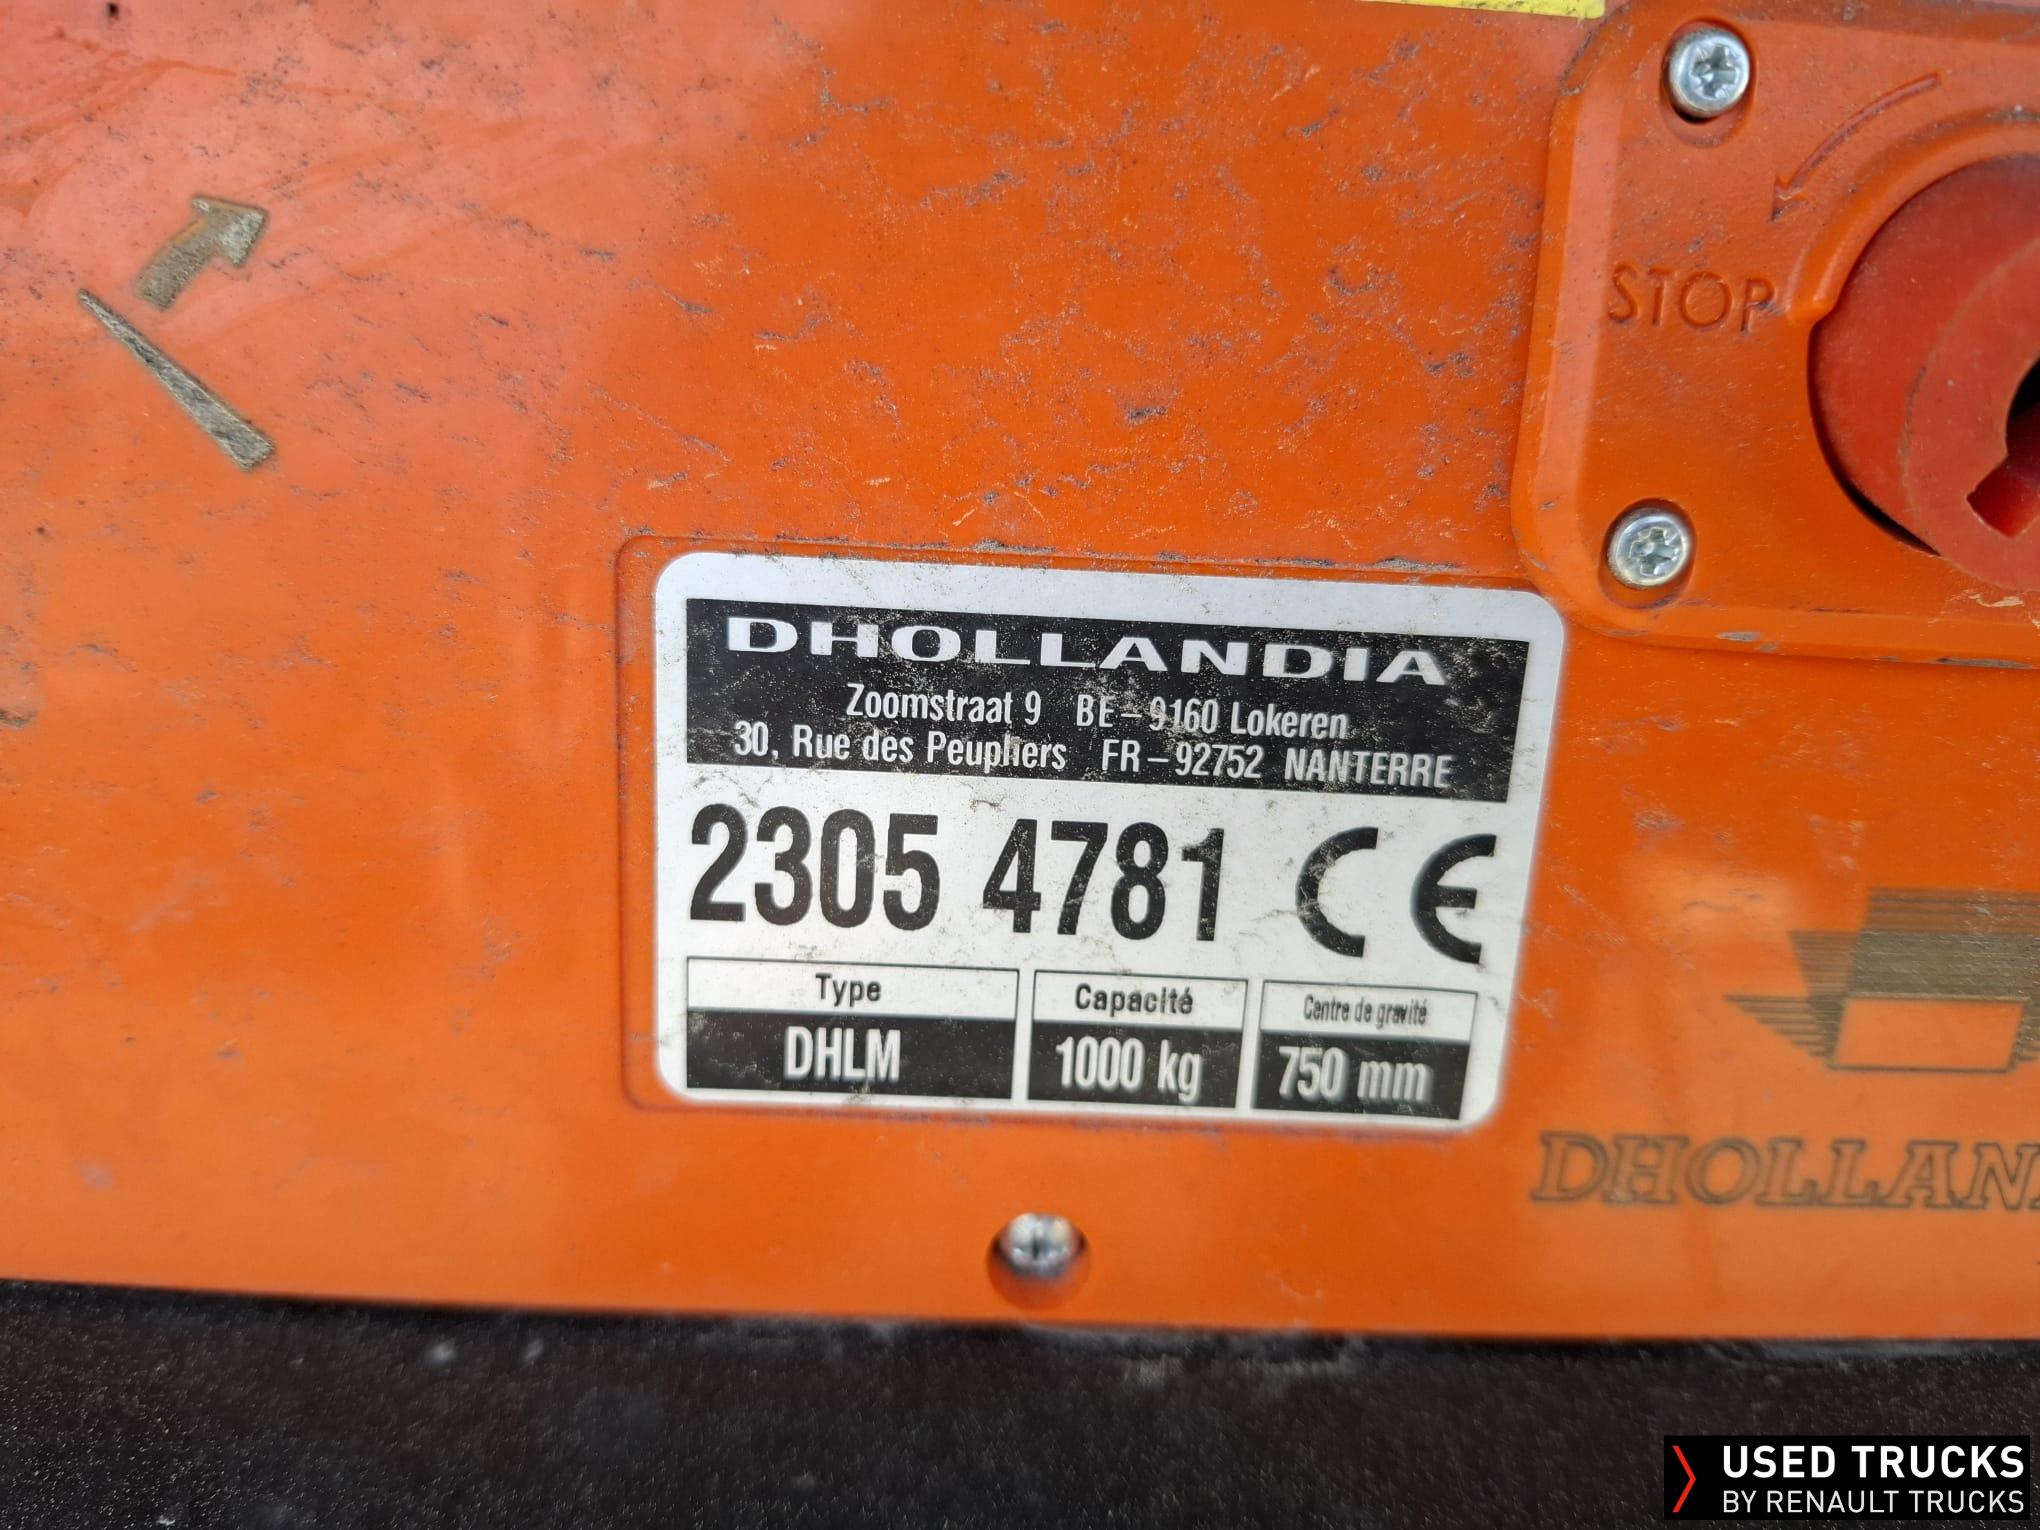 STOP
DHOLLANDIA
Zoomstraat 9 BE-9160 Lokeren
30, Rue des Peupliers FR-92752 NANTERRE
2305 4781 CE
Type Capacité Centre de gravité
DHLM 1000 kg 750 mm
DHOLLAN
USED TRUCKS
BY RENAULT TRUCKS